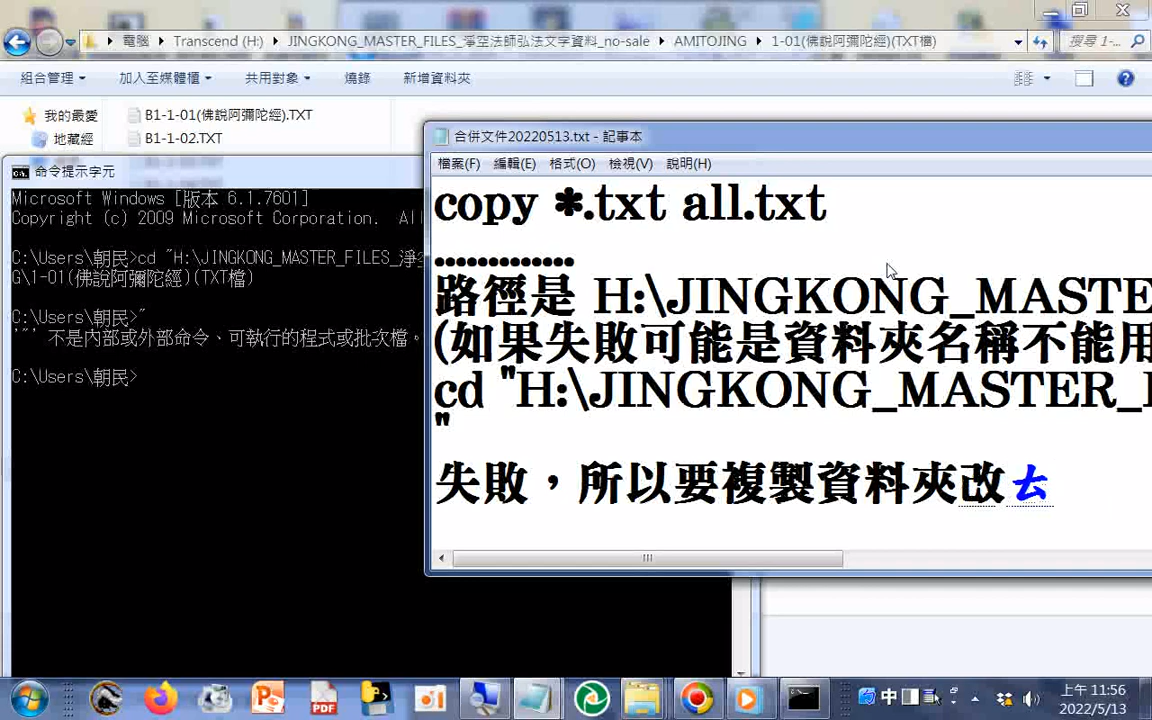 電腦 Transcend (H:) JINGKONG_MASTER_FILES_淨空法師弘法文字資料_no-sale AMITOJING 1-01(佛說阿彌陀經)(TXT檔) 搜尋 1-...
組合管理 加入至媒體櫃 共用對象 燒錄 新增資料夾
我的最愛 B1-1-01(佛說阿彌陀經).TXT
地藏經 B1-1-02.TXT
命令提示字元
Microsoft Windows [版本 6.1.7601]
Copyright (c) 2009 Microsoft Corporation. All
C:\Users\朝民>cd "H:\JINGKONG_MASTER_FILES_淨空
G\1-01(佛說阿彌陀經)(TXT檔)
C:\Users\朝民>"
'"' 不是內部或外部命令、可執行的程式或批次檔。
C:\Users\朝民>
合併文件20220513.txt - 記事本
檔案(F) 編輯(E) 格式(O) 檢視(V) 說明(H)
copy *.txt all.txt
.............
路徑是 H:\JINGKONG_MASTE
(如果失敗可能是資料夾名稱不能用
cd "H:\JINGKONG_MASTER_
"
失敗，所以要複製資料夾改ㄊ
PDF
中
上午 11:56
2022/5/13